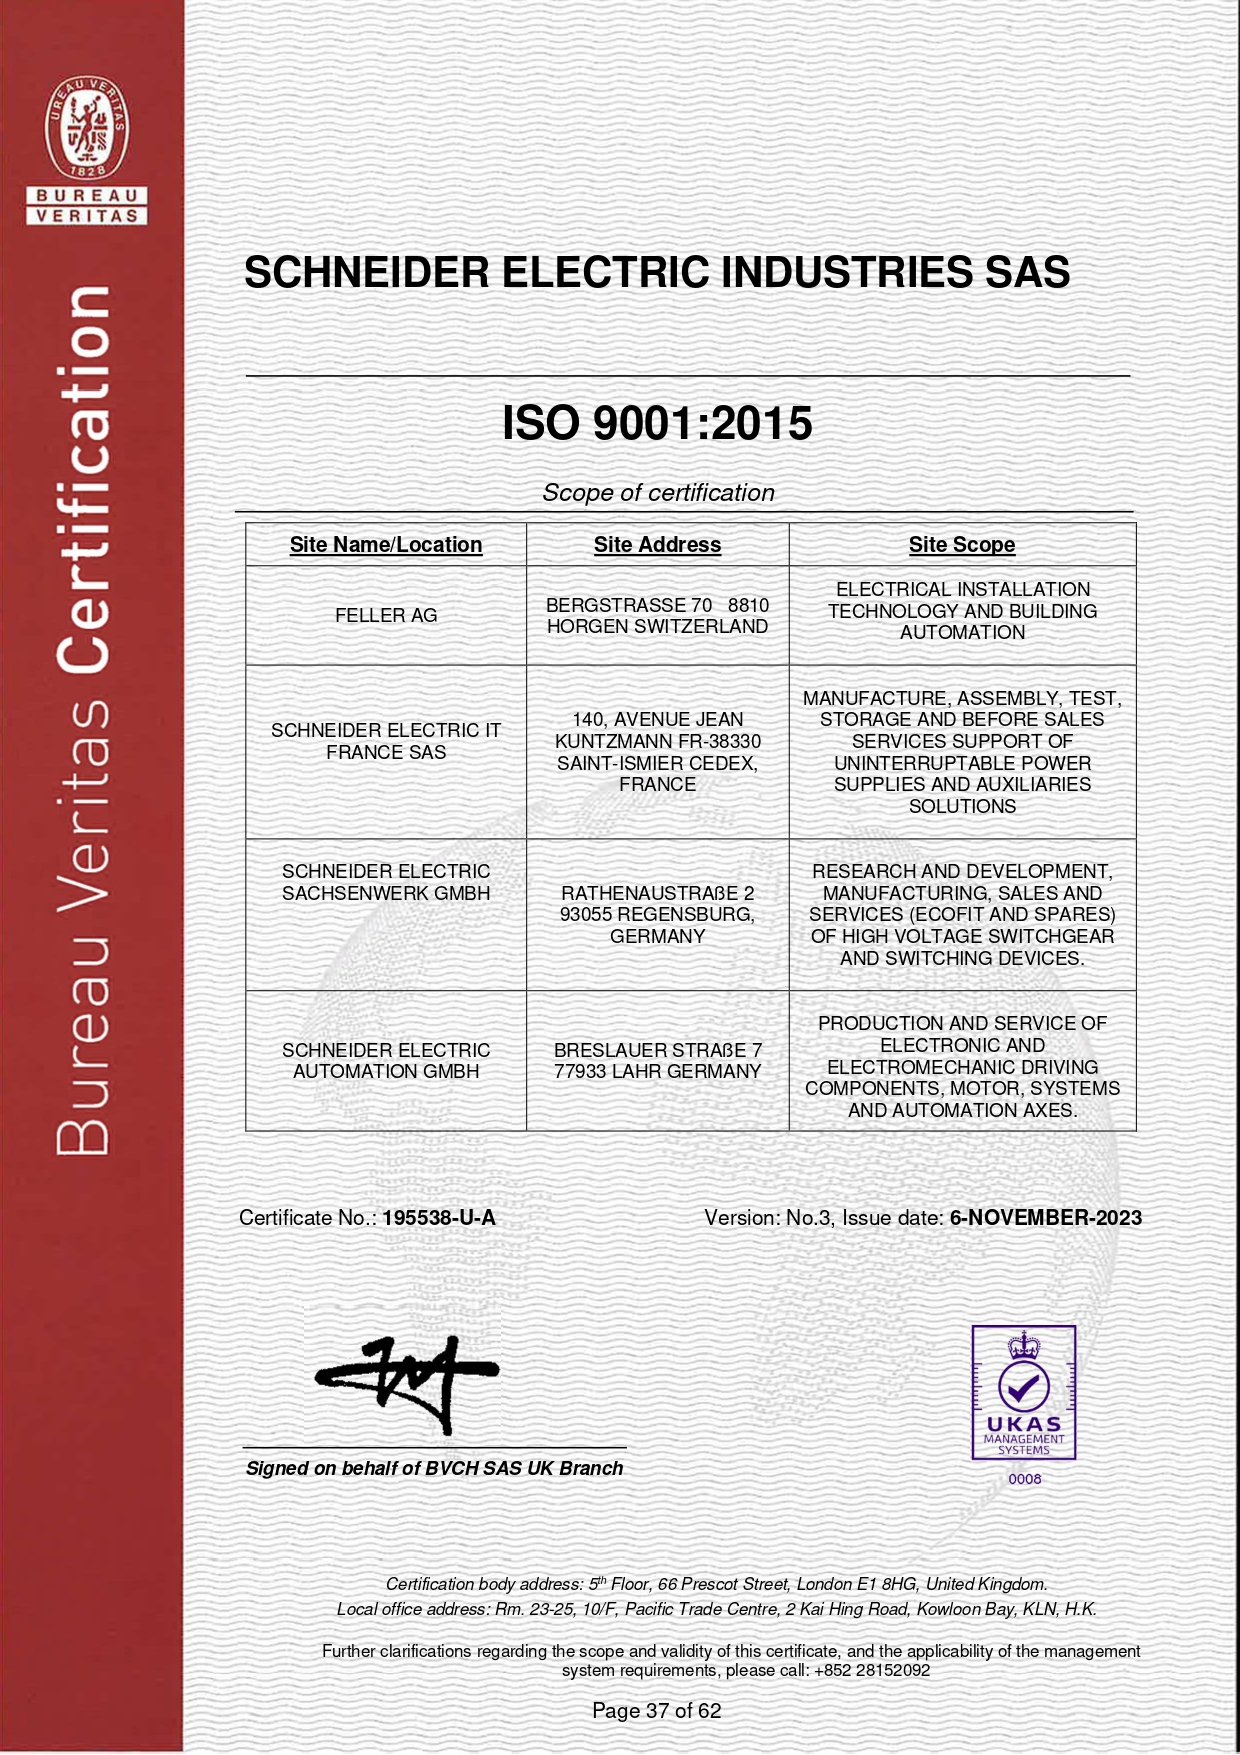 BUREAU VERITAS
1828
BUREAU
VERITAS
Bureau Veritas Certification
SCHNEIDER ELECTRIC INDUSTRIES SAS
ISO 9001:2015
Scope of certification
Site Name/Location
Site Address
Site Scope
FELLER AG
BERGSTRASSE 70 8810
HORGEN SWITZERLAND
ELECTRICAL INSTALLATION
TECHNOLOGY AND BUILDING
AUTOMATION
SCHNEIDER ELECTRIC IT
FRANCE SAS
140, AVENUE JEAN
KUNTZMANN FR-38330
SAINT-ISMIER CEDEX,
FRANCE
MANUFACTURE, ASSEMBLY, TEST,
STORAGE AND BEFORE SALES
SERVICES SUPPORT OF
UNINTERRUPTABLE POWER
SUPPLIES AND AUXILIARIES
SOLUTIONS
SCHNEIDER ELECTRIC
SACHSENWERK GMBH
RATHENAUSTRAßE 2
93055 REGENSBURG,
GERMANY
RESEARCH AND DEVELOPMENT,
MANUFACTURING, SALES AND
SERVICES (ECOFIT AND SPARES)
OF HIGH VOLTAGE SWITCHGEAR
AND SWITCHING DEVICES.
SCHNEIDER ELECTRIC
AUTOMATION GMBH
BRESLAUER STRAßE 7
77933 LAHR GERMANY
PRODUCTION AND SERVICE OF
ELECTRONIC AND
ELECTROMECHANIC DRIVING
COMPONENTS, MOTOR, SYSTEMS
AND AUTOMATION AXES.
Certificate No.: 195538-U-A
Version: No.3, Issue date: 6-NOVEMBER-2023
Signed on behalf of BVCH SAS UK Branch
UKAS
MANAGEMENT
SYSTEMS
0008
Certification body address: 5th Floor, 66 Prescot Street, London E1 8HG, United Kingdom.
Local office address: Rm. 23-25, 10/F, Pacific Trade Centre, 2 Kai Hing Road, Kowloon Bay, KLN, H.K.
Further clarifications regarding the scope and validity of this certificate, and the applicability of the management
system requirements, please call: +852 28152092
Page 37 of 62